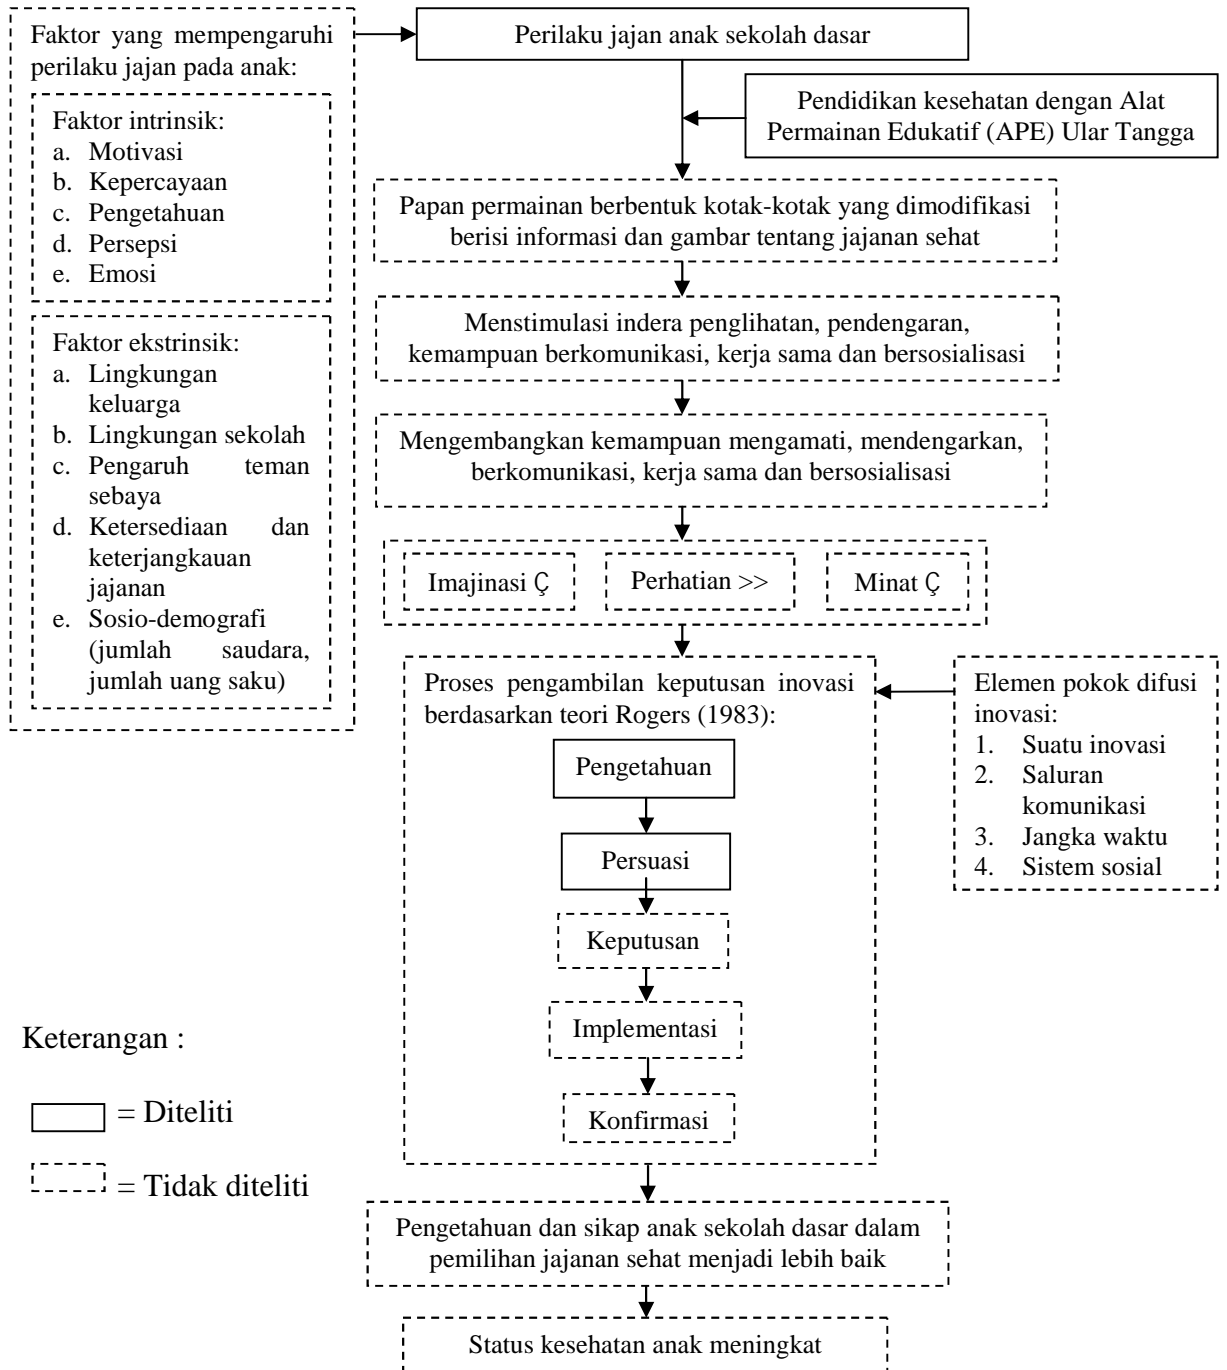 Faktor yang mempengaruhi
perilaku jajan pada anak:
Faktor intrinsik:
a. Motivasi
b. Kepercayaan
c. Pengetahuan
d. Persepsi
e. Emosi
Faktor ekstrinsik:
a. Lingkungan
keluarga
b. Lingkungan sekolah
c. Pengaruh teman
sebaya
d. Ketersediaan dan
keterjangkauan
jajanan
e. Sosio-demografi
(jumlah saudara,
jumlah uang saku)
Perilaku jajan anak sekolah dasar
Pendidikan kesehatan dengan Alat
Permainan Edukatif (APE) Ular Tangga
Papan permainan berbentuk kotak-kotak yang dimodifikasi
berisi informasi dan gambar tentang jajanan sehat
Menstimulasi indera penglihatan, pendengaran,
kemampuan berkomunikasi, kerja sama dan bersosialisasi
Mengembangkan kemampuan mengamati, mendengarkan,
berkomunikasi, kerja sama dan bersosialisasi
Imajinasi Ç
Perhatian >>
Minat Ç
Proses pengambilan keputusan inovasi
berdasarkan teori Rogers (1983):
Pengetahuan
Persuasi
Keputusan
Implementasi
Konfirmasi
Elemen pokok difusi
inovasi:
1. Suatu inovasi
2. Saluran
komunikasi
3. Jangka waktu
4. Sistem sosial
Keterangan :
= Diteliti
= Tidak diteliti
Pengetahuan dan sikap anak sekolah dasar dalam
pemilihan jajanan sehat menjadi lebih baik
Status kesehatan anak meningkat